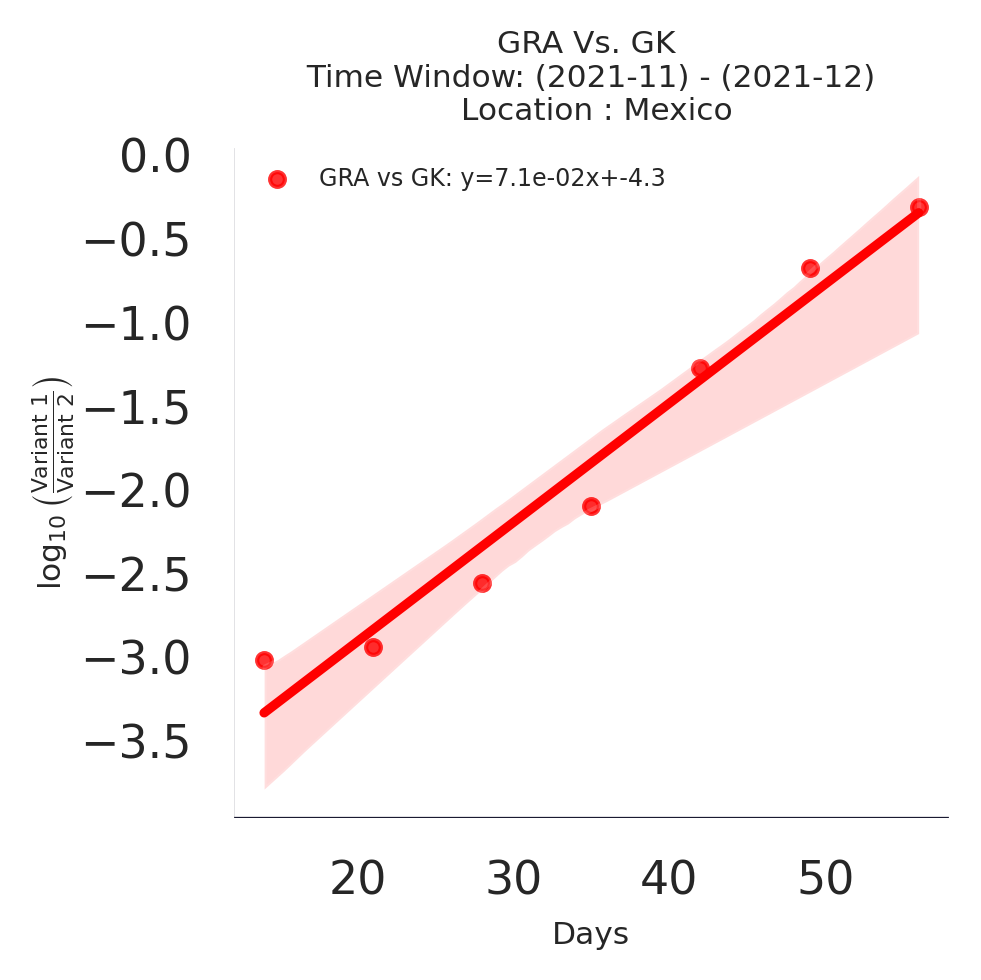 GRA Vs. GK
Time Window: (2021-11) - (2021-12)
Location : Mexico
GRA vs GK: y=7.1e-02x+-4.3
0.0
−0.5
−1.0
−1.5
−2.0
−2.5
−3.0
−3.5
log₁₀ (Variant 1 / Variant 2)
20 30 40 50
Days